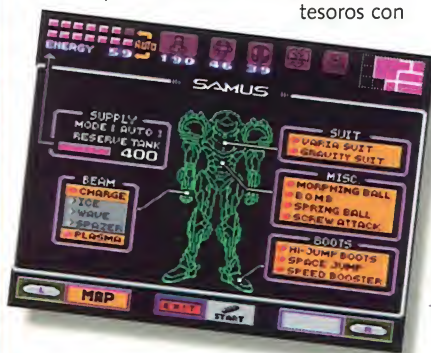 tesoros con
ENERGY 59 AUTO 190 46 39
SAMUS
SUPPLY
MODE [AUTO]
RESERVE TANK
400
BEAM
CHARGE
ICE
WAVE
SPAZER
PLASMA
SUIT
VARIA SUIT
GRAVITY SUIT
MISC.
MORPHING BALL
BOMB
SPRING BALL
SCREW ATTACK
BOOTS
HI-JUMP BOOTS
SPACE JUMP
SPEED BOOSTER
L MAP EXIT START R